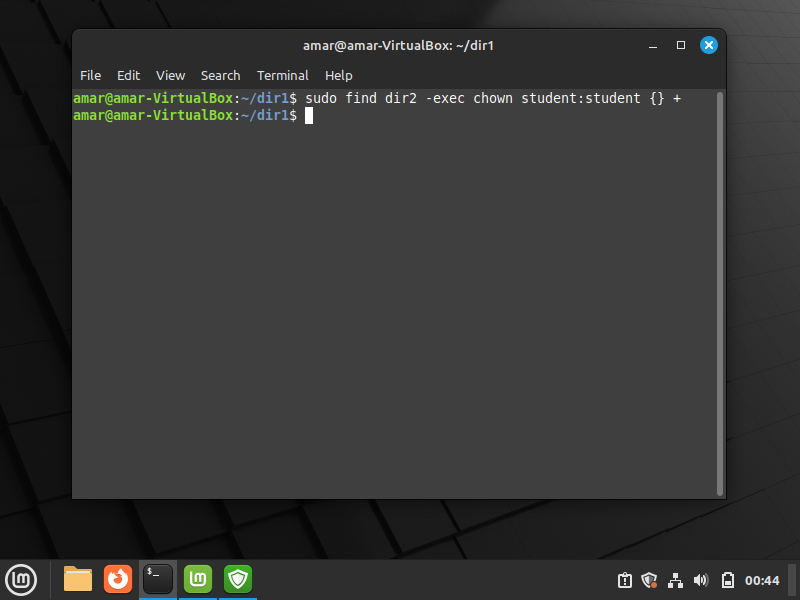 amar@amar-VirtualBox: ~/dir1
File Edit View Search Terminal Help
amar@amar-VirtualBox:~/dir1$ sudo find dir2 -exec chown student:student {} +
amar@amar-VirtualBox:~/dir1$
$_
00:44